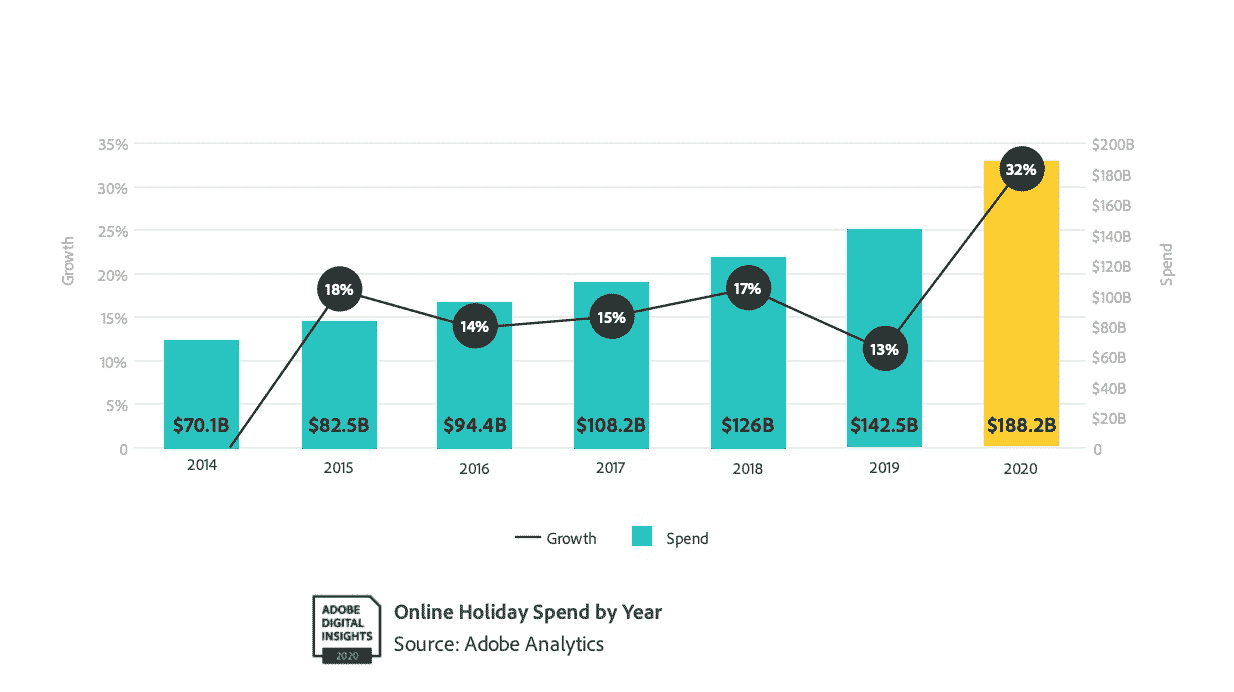 35%
30%
25%
20%
15%
10%
5%
0
Growth
$200B
$180B
$160B
$140B
$120B
$100B
$80B
$60B
$40B
$20B
0
Spend
18%
14%
15%
17%
13%
32%
$70.1B
$82.5B
$94.4B
$108.2B
$126B
$142.5B
$188.2B
2014
2015
2016
2017
2018
2019
2020
Growth
Spend
ADOBE
DIGITAL
INSIGHTS
2020
Online Holiday Spend by Year
Source: Adobe Analytics